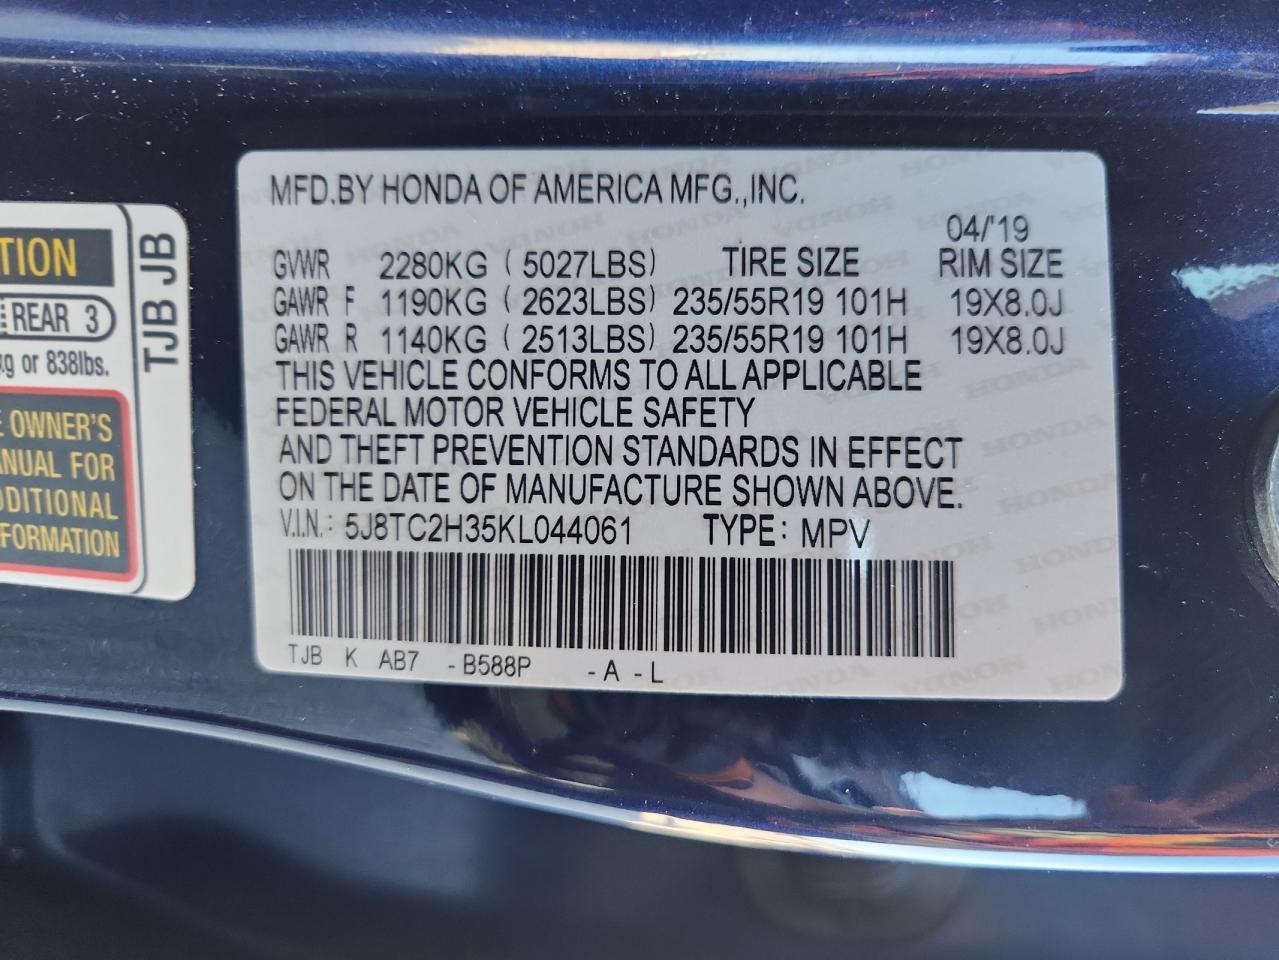 TION
REAR 3
kg or 838lbs.
E OWNER'S
ANUAL FOR
DDITIONAL
FORMATION
TJB JB
MFD.BY HONDA OF AMERICA MFG.,INC.
04/'19
GVWR 2280KG ( 5027LBS) TIRE SIZE RIM SIZE
GAWR F 1190KG ( 2623LBS) 235/55R19 101H 19X8.0J
GAWR R 1140KG ( 2513LBS) 235/55R19 101H 19X8.0J
THIS VEHICLE CONFORMS TO ALL APPLICABLE
FEDERAL MOTOR VEHICLE SAFETY
AND THEFT PREVENTION STANDARDS IN EFFECT
ON THE DATE OF MANUFACTURE SHOWN ABOVE.
V.I.N.: 5J8TC2H35KL044061 TYPE: MPV
TJB K AB7 -B588P -A -L